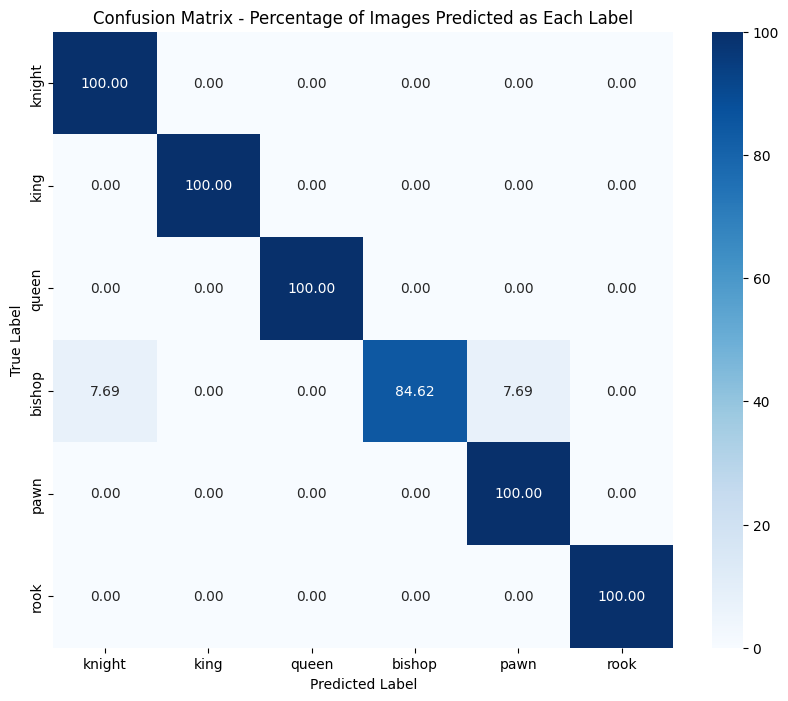 Confusion Matrix - Percentage of Images Predicted as Each Label
knight 100.00 0.00 0.00 0.00 0.00 0.00
king 0.00 100.00 0.00 0.00 0.00 0.00
queen 0.00 0.00 100.00 0.00 0.00 0.00
bishop 7.69 0.00 0.00 84.62 7.69 0.00
pawn 0.00 0.00 0.00 0.00 100.00 0.00
rook 0.00 0.00 0.00 0.00 0.00 100.00
True Label
knight king queen bishop pawn rook
Predicted Label
100
80
60
40
20
0